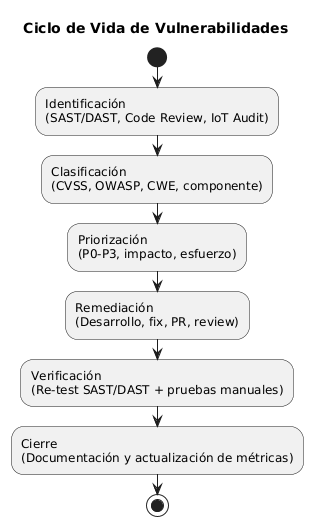 Ciclo de Vida de Vulnerabilidades
Identificación
(SAST/DAST, Code Review, IoT Audit)
Clasificación
(CVSS, OWASP, CWE, componente)
Priorización
(P0-P3, impacto, esfuerzo)
Remediación
(Desarrollo, fix, PR, review)
Verificación
(Re-test SAST/DAST + pruebas manuales)
Cierre
(Documentación y actualización de métricas)